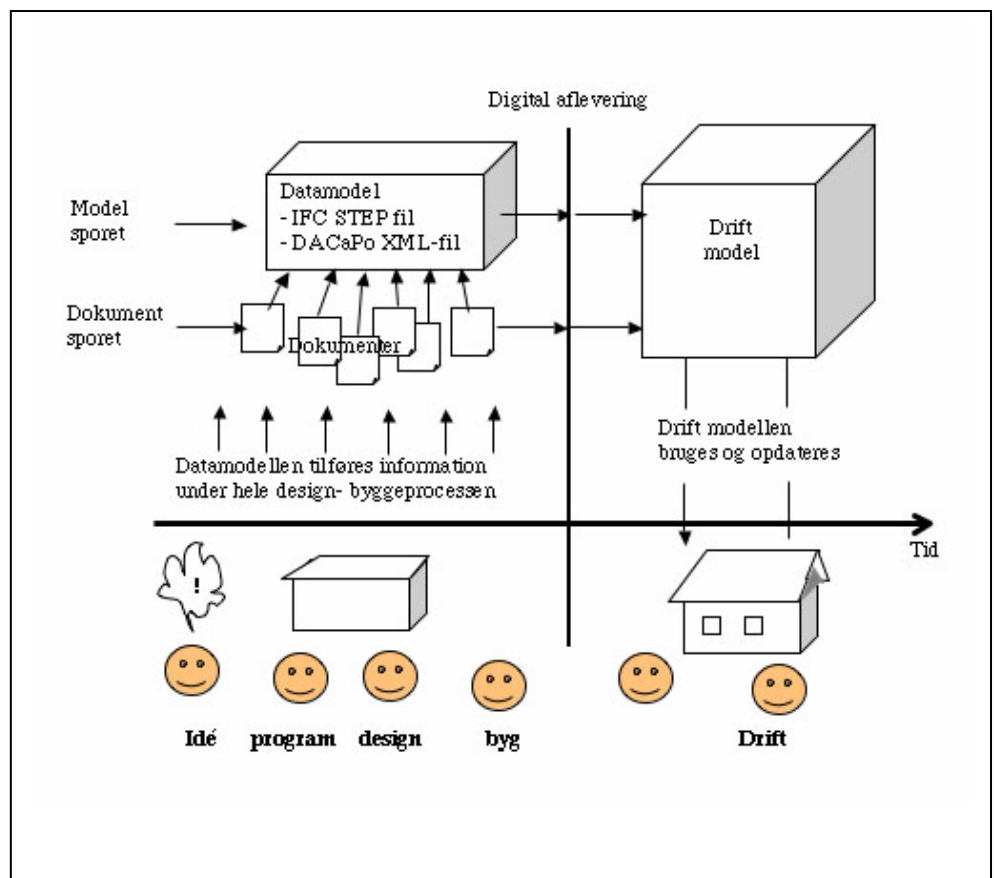 Digital aflevering
Datamodel
- IFC STEP fil
- DACaPo XML-fil
Model
sporet
Drift
model
Dokument
sporet
Dokumenter
Drift modellen
bruges og opdateres
Datamodellen tilføres information
under hele design- byggeprocessen
Tid
!
Idé program design byg Drift